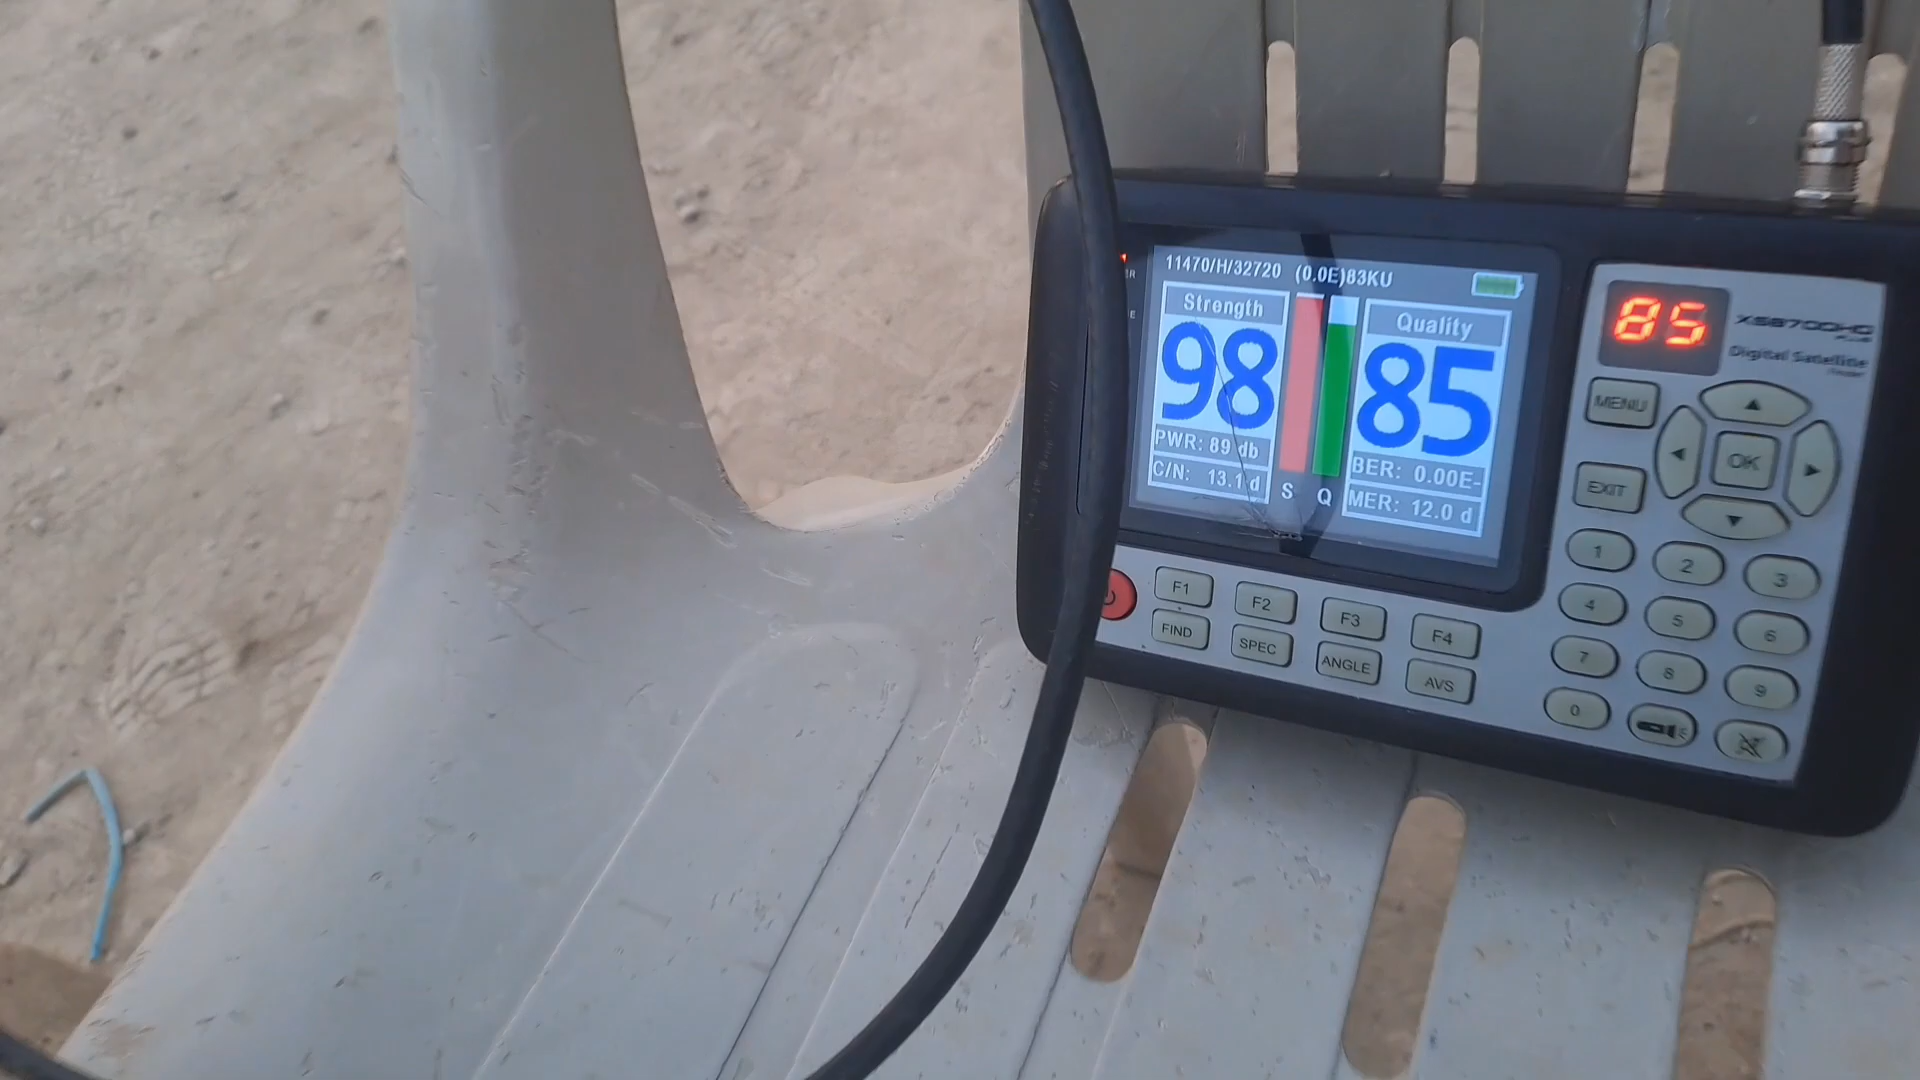 11470/H/32720 (0.0E)83KU
Strength
98
PWR: 89 db
C/N: 13.1 d
S Q
Quality
85
BER: 0.00E-
MER: 12.0 d
85
Digital Satellite
MENU
OK
EXIT
1 2 3
4 5 6
7 8 9
0
F1 F2 F3 F4
FIND SPEC ANGLE AVS